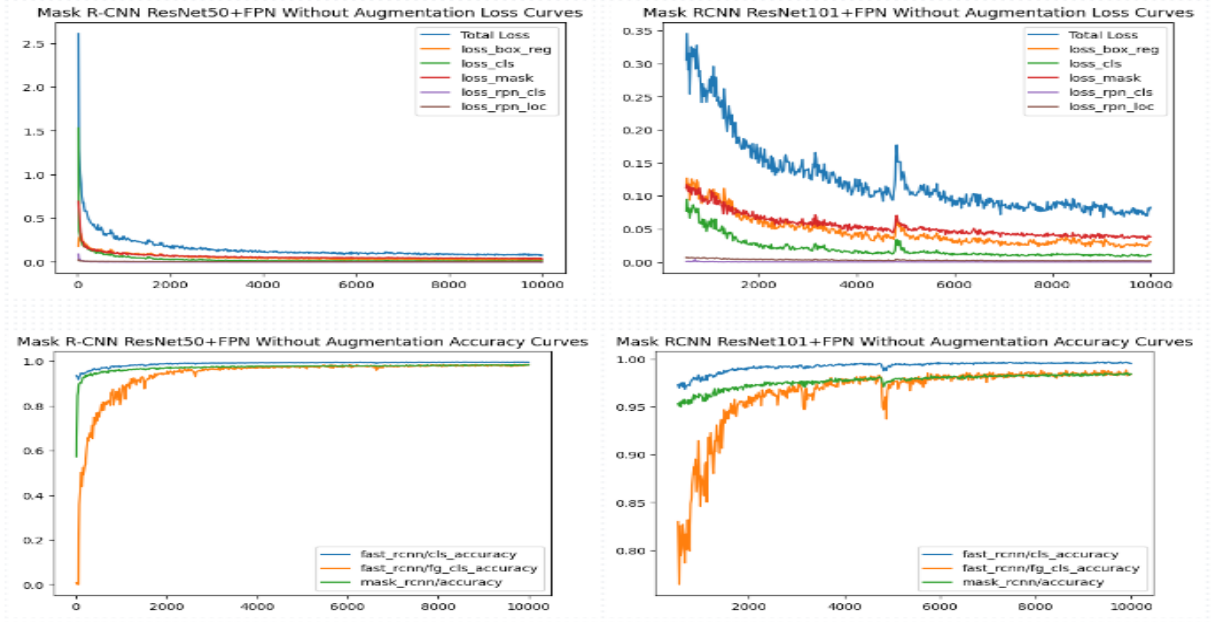 Mask R-CNN ResNet50+FPN Without Augmentation Loss Curves
2.5
2.0
1.5
1.0
0.5
0.0
0
2000
4000
6000
8000
10000
Total Loss
loss_box_reg
loss_cls
loss_mask
loss_rpn_cls
loss_rpn_loc
Mask RCNN ResNet101+FPN Without Augmentation Loss Curves
0.35
0.30
0.25
0.20
0.15
0.10
0.05
0.00
2000
4000
6000
8000
10000
Total Loss
loss_box_reg
loss_cls
loss_mask
loss_rpn_cls
loss_rpn_loc
Mask R-CNN ResNet50+FPN Without Augmentation Accuracy Curves
1.0
0.8
0.6
0.4
0.2
0.0
0
2000
4000
6000
8000
10000
fast_rcnn/cls_accuracy
fast_rcnn/fg_cls_accuracy
mask_rcnn/accuracy
Mask RCNN ResNet101+FPN Without Augmentation Accuracy Curves
1.00
0.95
0.90
0.85
0.80
2000
4000
6000
8000
10000
fast_rcnn/cls_accuracy
fast_rcnn/fg_cls_accuracy
mask_rcnn/accuracy